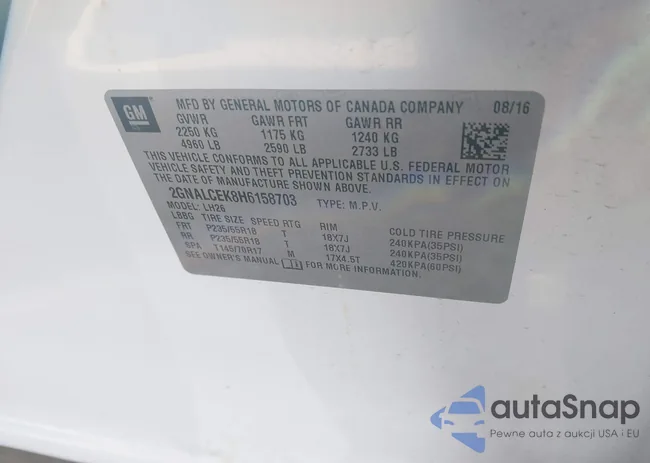 GM
MFD BY GENERAL MOTORS OF CANADA COMPANY 08/16
GVWR GAWR FRT GAWR RR
2250 KG 1175 KG 1240 KG
4960 LB 2590 LB 2733 LB
THIS VEHICLE CONFORMS TO ALL APPLICABLE U.S. FEDERAL MOTOR
VEHICLE SAFETY AND THEFT PREVENTION STANDARDS IN EFFECT ON
THE DATE OF MANUFACTURE SHOWN ABOVE.
2GNALCEK8H6158703 TYPE: M.P.V.
MODEL: LH26
LBBG TIRE SIZE SPEED RTG RIM COLD TIRE PRESSURE
FRT P235/55R18 T 18X7J 240KPA(35PSI)
RR P235/55R18 T 18X7J 240KPA(35PSI)
SPA T145/70R17 M 17X4.5T 420KPA(60PSI)
SEE OWNER'S MANUAL FOR MORE INFORMATION.
autaSnap
Pewne auta z aukcji USA i EU